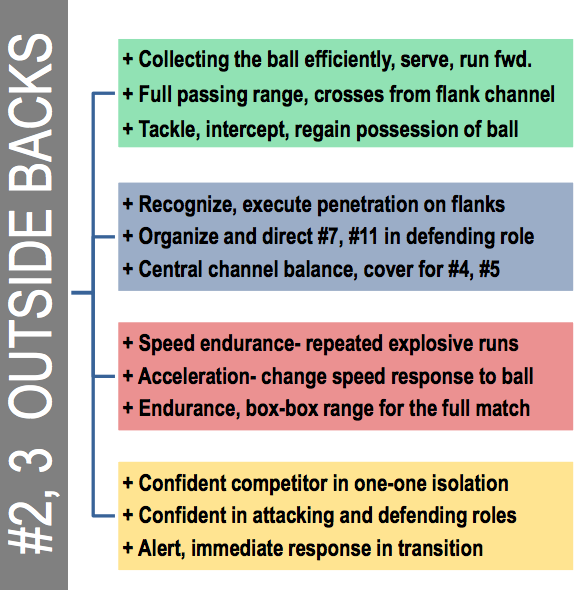 #2, 3 OUTSIDE BACKS
+ Collecting the ball efficiently, serve, run fwd.
+ Full passing range, crosses from flank channel
+ Tackle, intercept, regain possession of ball
+ Recognize, execute penetration on flanks
+ Organize and direct #7, #11 in defending role
+ Central channel balance, cover for #4, #5
+ Speed endurance- repeated explosive runs
+ Acceleration- change speed response to ball
+ Endurance, box-box range for the full match
+ Confident competitor in one-one isolation
+ Confident in attacking and defending roles
+ Alert, immediate response in transition